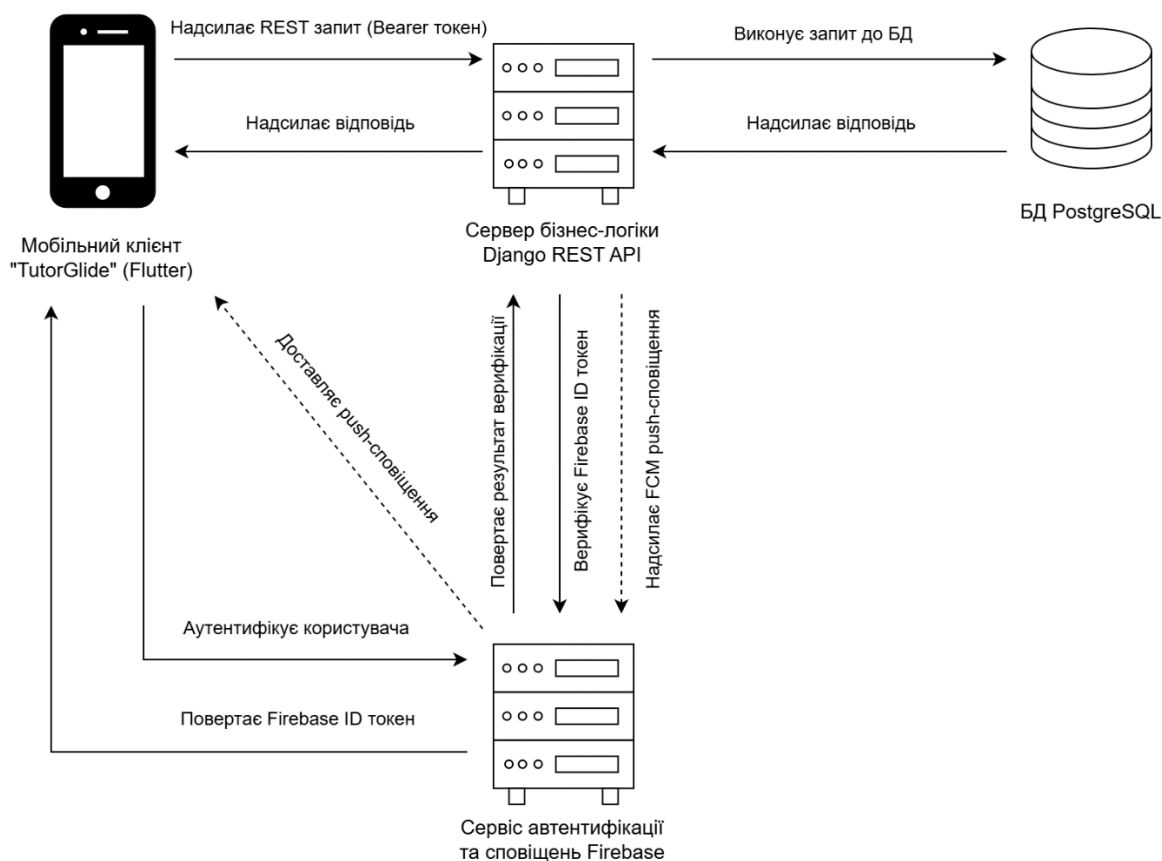 Надсилає REST запит (Bearer токен)
Виконує запит до БД
Надсилає відповідь
Надсилає відповідь
БД PostgreSQL
Мобільний клієнт
"TutorGlide" (Flutter)
Сервер бізнес-логіки
Django REST API
Доставляє push-сповіщення
Повертає результат верифікації
Верифікує Firebase ID токен
Надсилає FCM push-сповіщення
Аутентифікує користувача
Повертає Firebase ID токен
Сервіс автентифікації
та сповіщень Firebase